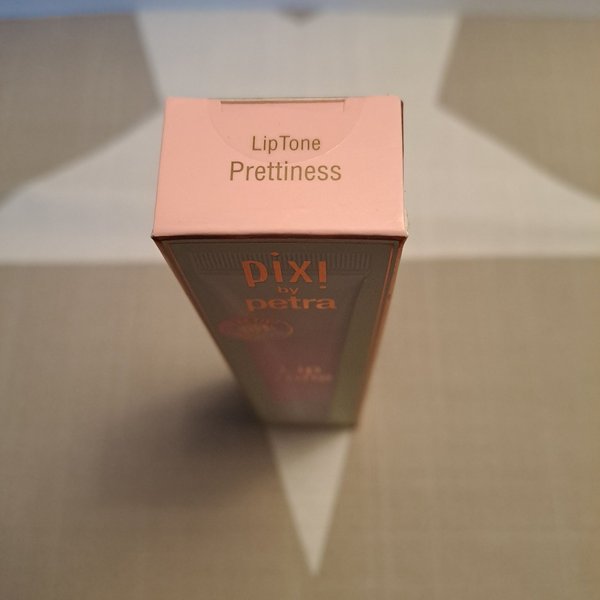 LipTone
Prettiness
pixi
by
petra